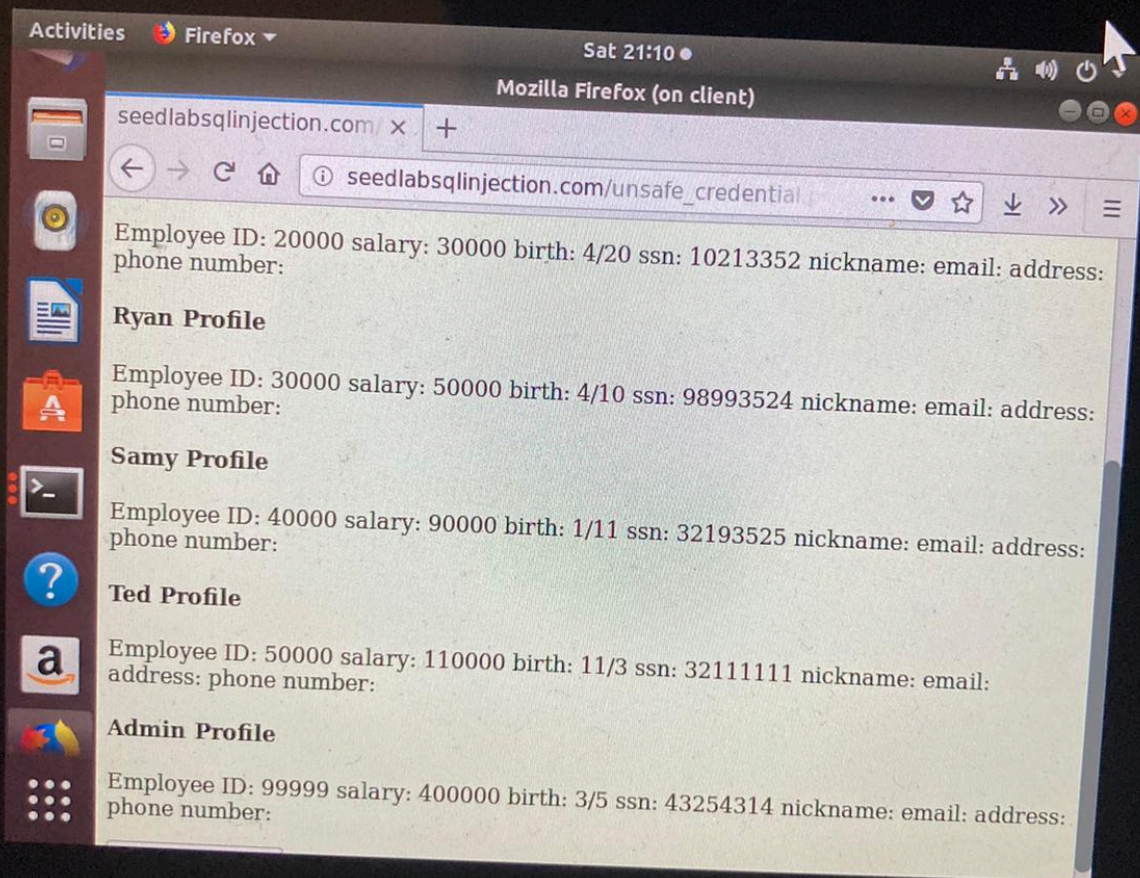 Activities Firefox
Sat 21:10
Mozilla Firefox (on client)
seedlabsqlinjection.com/
seedlabsqlinjection.com/unsafe_credential
Employee ID: 20000 salary: 30000 birth: 4/20 ssn: 10213352 nickname: email: address:
phone number:
Ryan Profile
Employee ID: 30000 salary: 50000 birth: 4/10 ssn: 98993524 nickname: email: address:
phone number:
Samy Profile
Employee ID: 40000 salary: 90000 birth: 1/11 ssn: 32193525 nickname: email: address:
phone number:
Ted Profile
Employee ID: 50000 salary: 110000 birth: 11/3 ssn: 32111111 nickname: email:
address: phone number:
Admin Profile
Employee ID: 99999 salary: 400000 birth: 3/5 ssn: 43254314 nickname: email: address:
phone number: